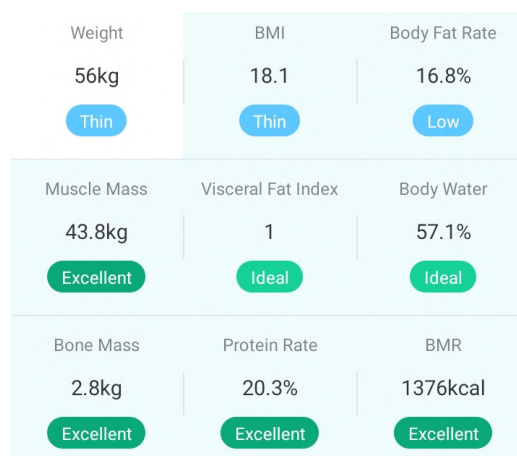 Weight BMI Body Fat Rate
56kg 18.1 16.8%
Thin Thin Low
Muscle Mass Visceral Fat Index Body Water
43.8kg 1 57.1%
Excellent Ideal Ideal
Bone Mass Protein Rate BMR
2.8kg 20.3% 1376kcal
Excellent Excellent Excellent